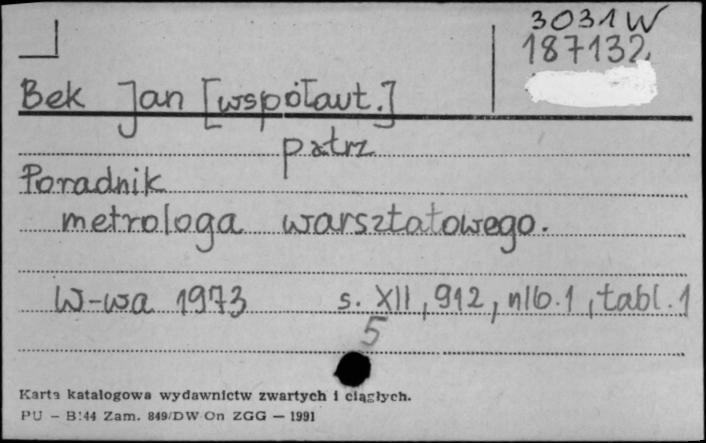 3031 W
187132
Bek Jan [współaut.]
patrz
Poradnik
metrologa warsztatowego.
W-wa 1973 s. XII, 912, nlb. 1, tabl. 1
5
Karta katalogowa wydawnictw zwartych i ciągłych.
PU - B!44 Zam. 849/DW On ZGG - 1991